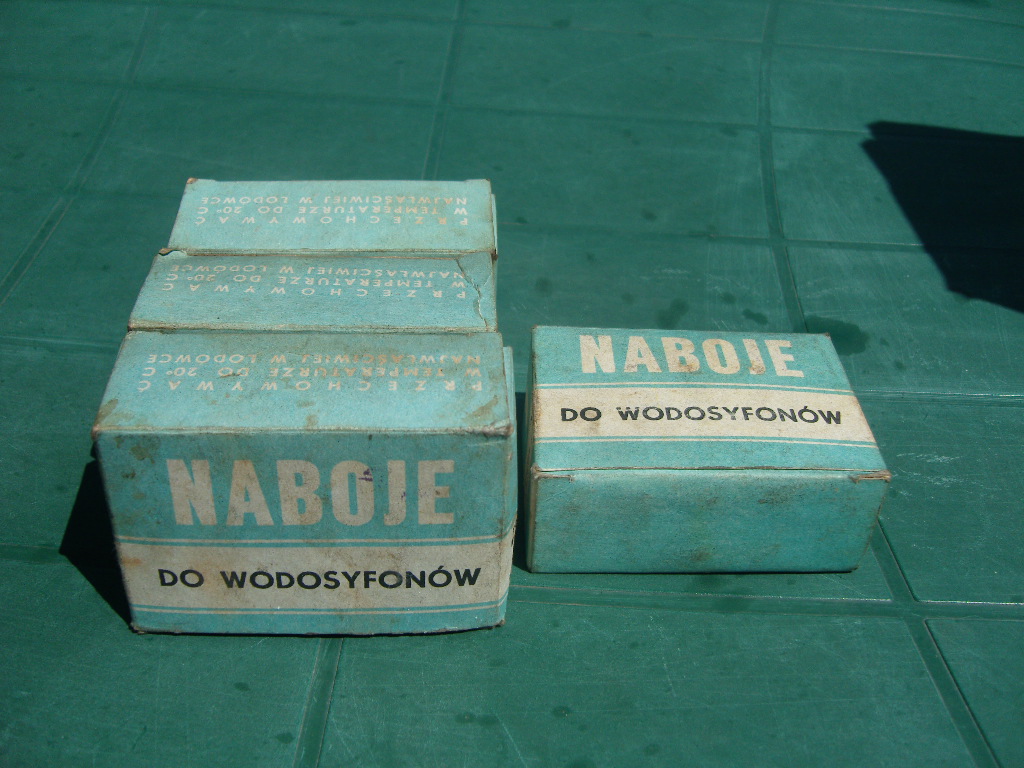 PRZECHOWYWAĆ
W TEMPERATURZE DO 20° C
NAJWŁAŚCIWIEJ W LODÓWCE
PRZECHOWYWAĆ
W TEMPERATURZE DO 20° C
NAJWŁAŚCIWIEJ W LODÓWCE
PRZECHOWYWAĆ
W TEMPERATURZE DO 20° C
NAJWŁAŚCIWIEJ W LODÓWCE
NABOJE
DO WODOSYFONÓW
NABOJE
DO WODOSYFONÓW